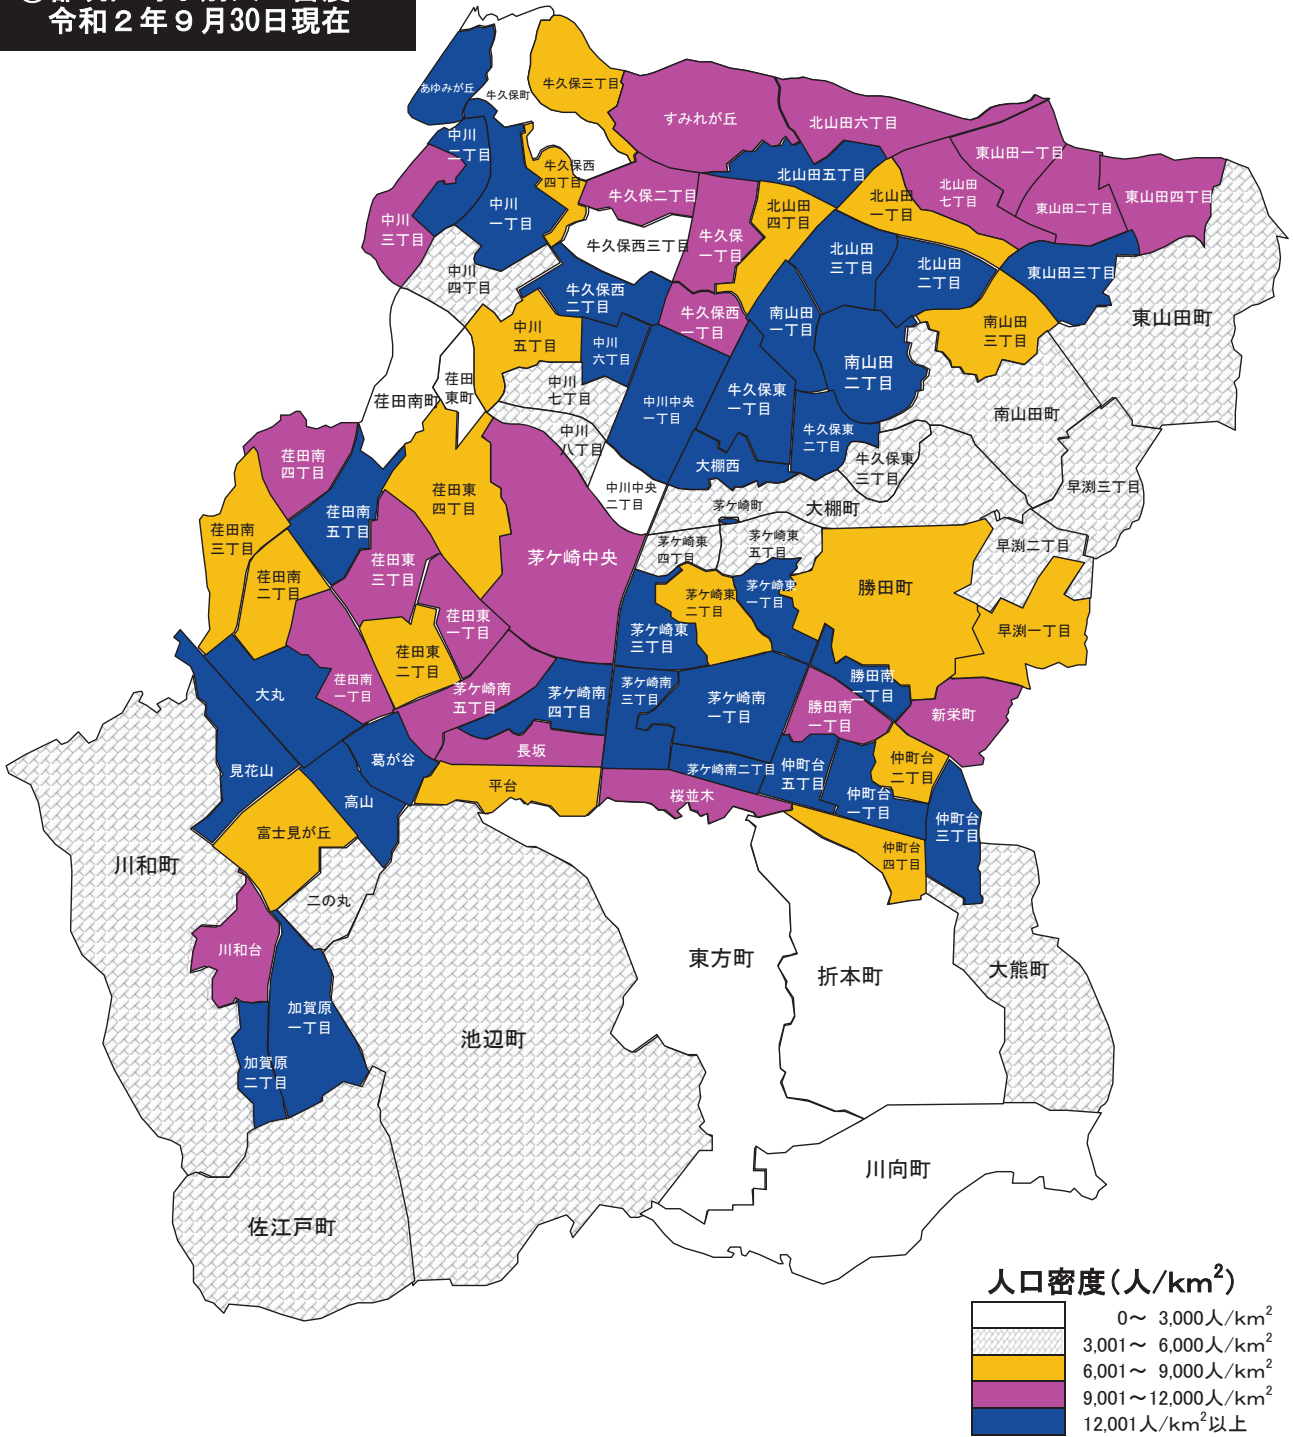 令和２年９月30日現在
あゆみが丘
牛久保町
牛久保三丁目
すみれが丘
北山田六丁目
中川
二丁目
牛久保西
四丁目
北山田五丁目
東山田一丁目
北山田
七丁目
東山田二丁目
東山田四丁目
中川
三丁目
中川
一丁目
牛久保二丁目
北山田
四丁目
北山田
一丁目
牛久保西三丁目
牛久保
一丁目
北山田
三丁目
北山田
二丁目
東山田三丁目
中川
四丁目
牛久保西
二丁目
牛久保西
一丁目
南山田
一丁目
南山田
三丁目
東山田町
中川
五丁目
中川
六丁目
南山田
二丁目
荏田南町
荏田
東町
中川
七丁目
中川中央
一丁目
牛久保東
一丁目
南山田町
中川
八丁目
牛久保東
二丁目
荏田南
四丁目
大棚西
牛久保東
三丁目
早渕三丁目
荏田東
四丁目
中川中央
二丁目
茅ケ崎町
大棚町
荏田南
五丁目
荏田南
三丁目
茅ケ崎中央
茅ケ崎東
四丁目
茅ケ崎東
五丁目
早渕二丁目
荏田東
三丁目
荏田南
二丁目
茅ケ崎東
二丁目
茅ケ崎東
一丁目
勝田町
荏田東
一丁目
茅ケ崎東
三丁目
早渕一丁目
荏田東
二丁目
荏田南
一丁目
大丸
茅ケ崎南
五丁目
茅ケ崎南
四丁目
茅ケ崎南
三丁目
茅ケ崎南
一丁目
勝田南
二丁目
勝田南
一丁目
新栄町
見花山
葛が谷
長坂
茅ケ崎南二丁目
仲町台
五丁目
仲町台
二丁目
高山
平台
桜並木
仲町台
一丁目
仲町台
三丁目
富士見が丘
仲町台
四丁目
川和町
二の丸
川和台
東方町
折本町
大熊町
加賀原
一丁目
池辺町
加賀原
二丁目
川向町
佐江戸町
人口密度（人/km²）
0～ 3,000人/km²
3,001～ 6,000人/km²
6,001～ 9,000人/km²
9,001～12,000人/km²
12,001人/km²以上